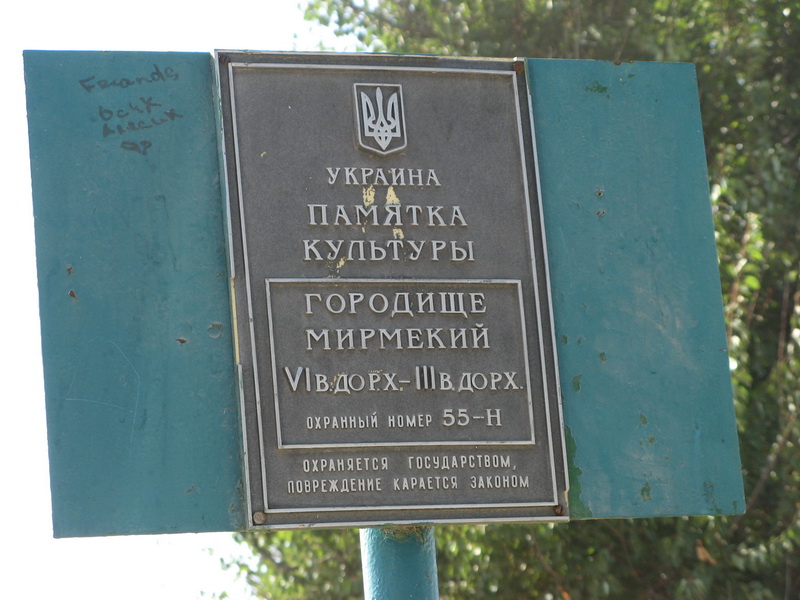 УКРАИНА
ПАМЯТКА
КУЛЬТУРЫ
ГОРОДИЩЕ
МИРМЕКИЙ
VI В. ДО Р. Х. – III В. ДО Р. Х.
ОХРАННЫЙ НОМЕР 55–Н
ОХРАНЯЕТСЯ ГОСУДАРСТВОМ,
ПОВРЕЖДЕНИЕ КАРАЕТСЯ ЗАКОНОМ